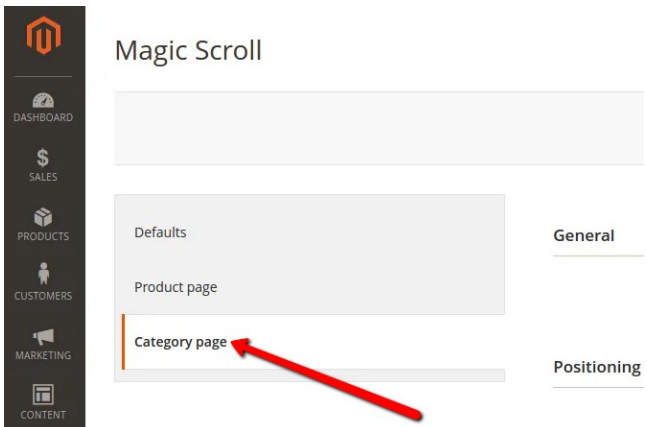 Magic Scroll
DASHBOARD
$
SALES
PRODUCTS
CUSTOMERS
MARKETING
CONTENT
Defaults
Product page
Category page
General
Positioning